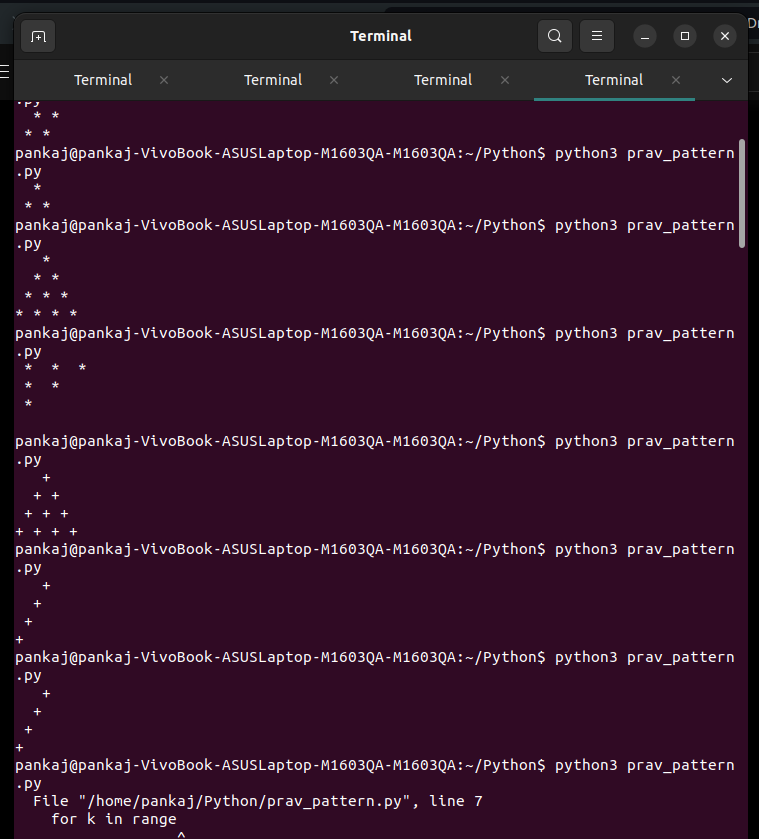 Dr
Terminal
Terminal
Terminal
Terminal
Terminal
.py
  * *
 * *
pankaj@pankaj-VivoBook-ASUSLaptop-M1603QA-M1603QA:~/Python$ python3 prav_pattern
.py
  *
 * *
pankaj@pankaj-VivoBook-ASUSLaptop-M1603QA-M1603QA:~/Python$ python3 prav_pattern
.py
   *
  * *
 * * *
* * * *
pankaj@pankaj-VivoBook-ASUSLaptop-M1603QA-M1603QA:~/Python$ python3 prav_pattern
.py
 *  *  *
 *  *
 *

pankaj@pankaj-VivoBook-ASUSLaptop-M1603QA-M1603QA:~/Python$ python3 prav_pattern
.py
   +
  + +
 + + +
+ + + +
pankaj@pankaj-VivoBook-ASUSLaptop-M1603QA-M1603QA:~/Python$ python3 prav_pattern
.py
   +
  +
 +
+
pankaj@pankaj-VivoBook-ASUSLaptop-M1603QA-M1603QA:~/Python$ python3 prav_pattern
.py
   +
  +
 +
+
pankaj@pankaj-VivoBook-ASUSLaptop-M1603QA-M1603QA:~/Python$ python3 prav_pattern
.py
  File "/home/pankaj/Python/prav_pattern.py", line 7
    for k in range
                  ^